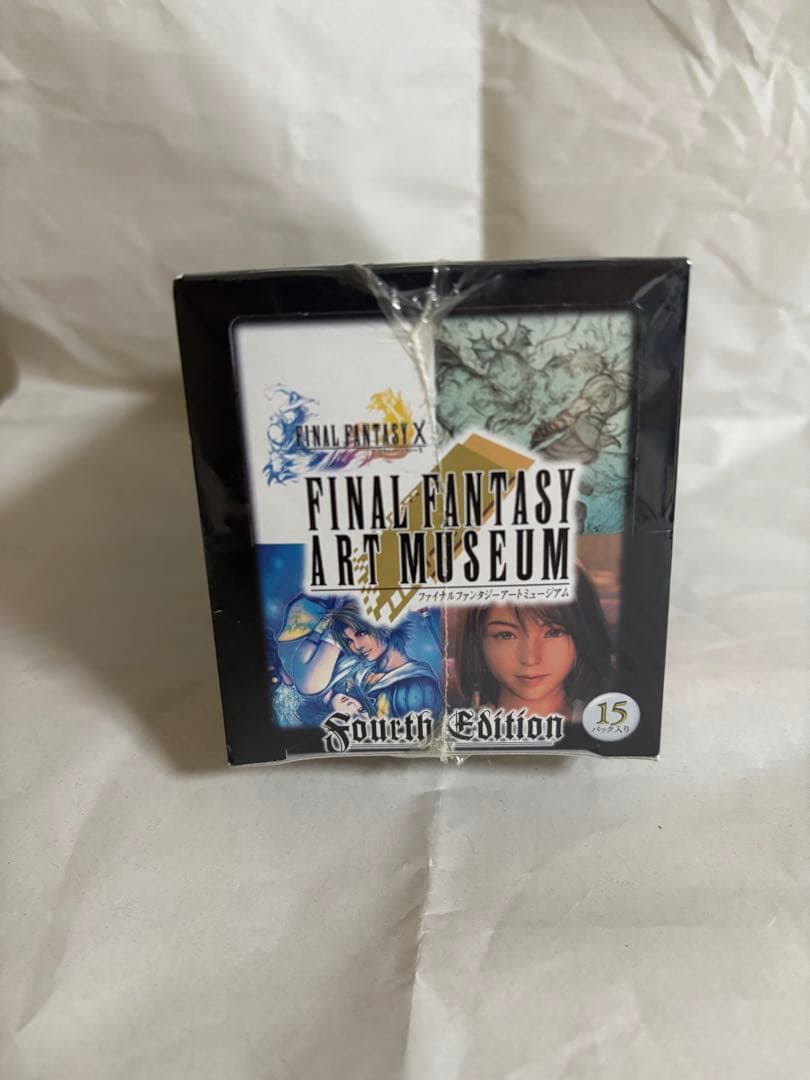 FINAL FANTASY X
FINAL FANTASY
ART MUSEUM
ファイナルファンタジーアートミュージアム
Fourth Edition
15
パック入り